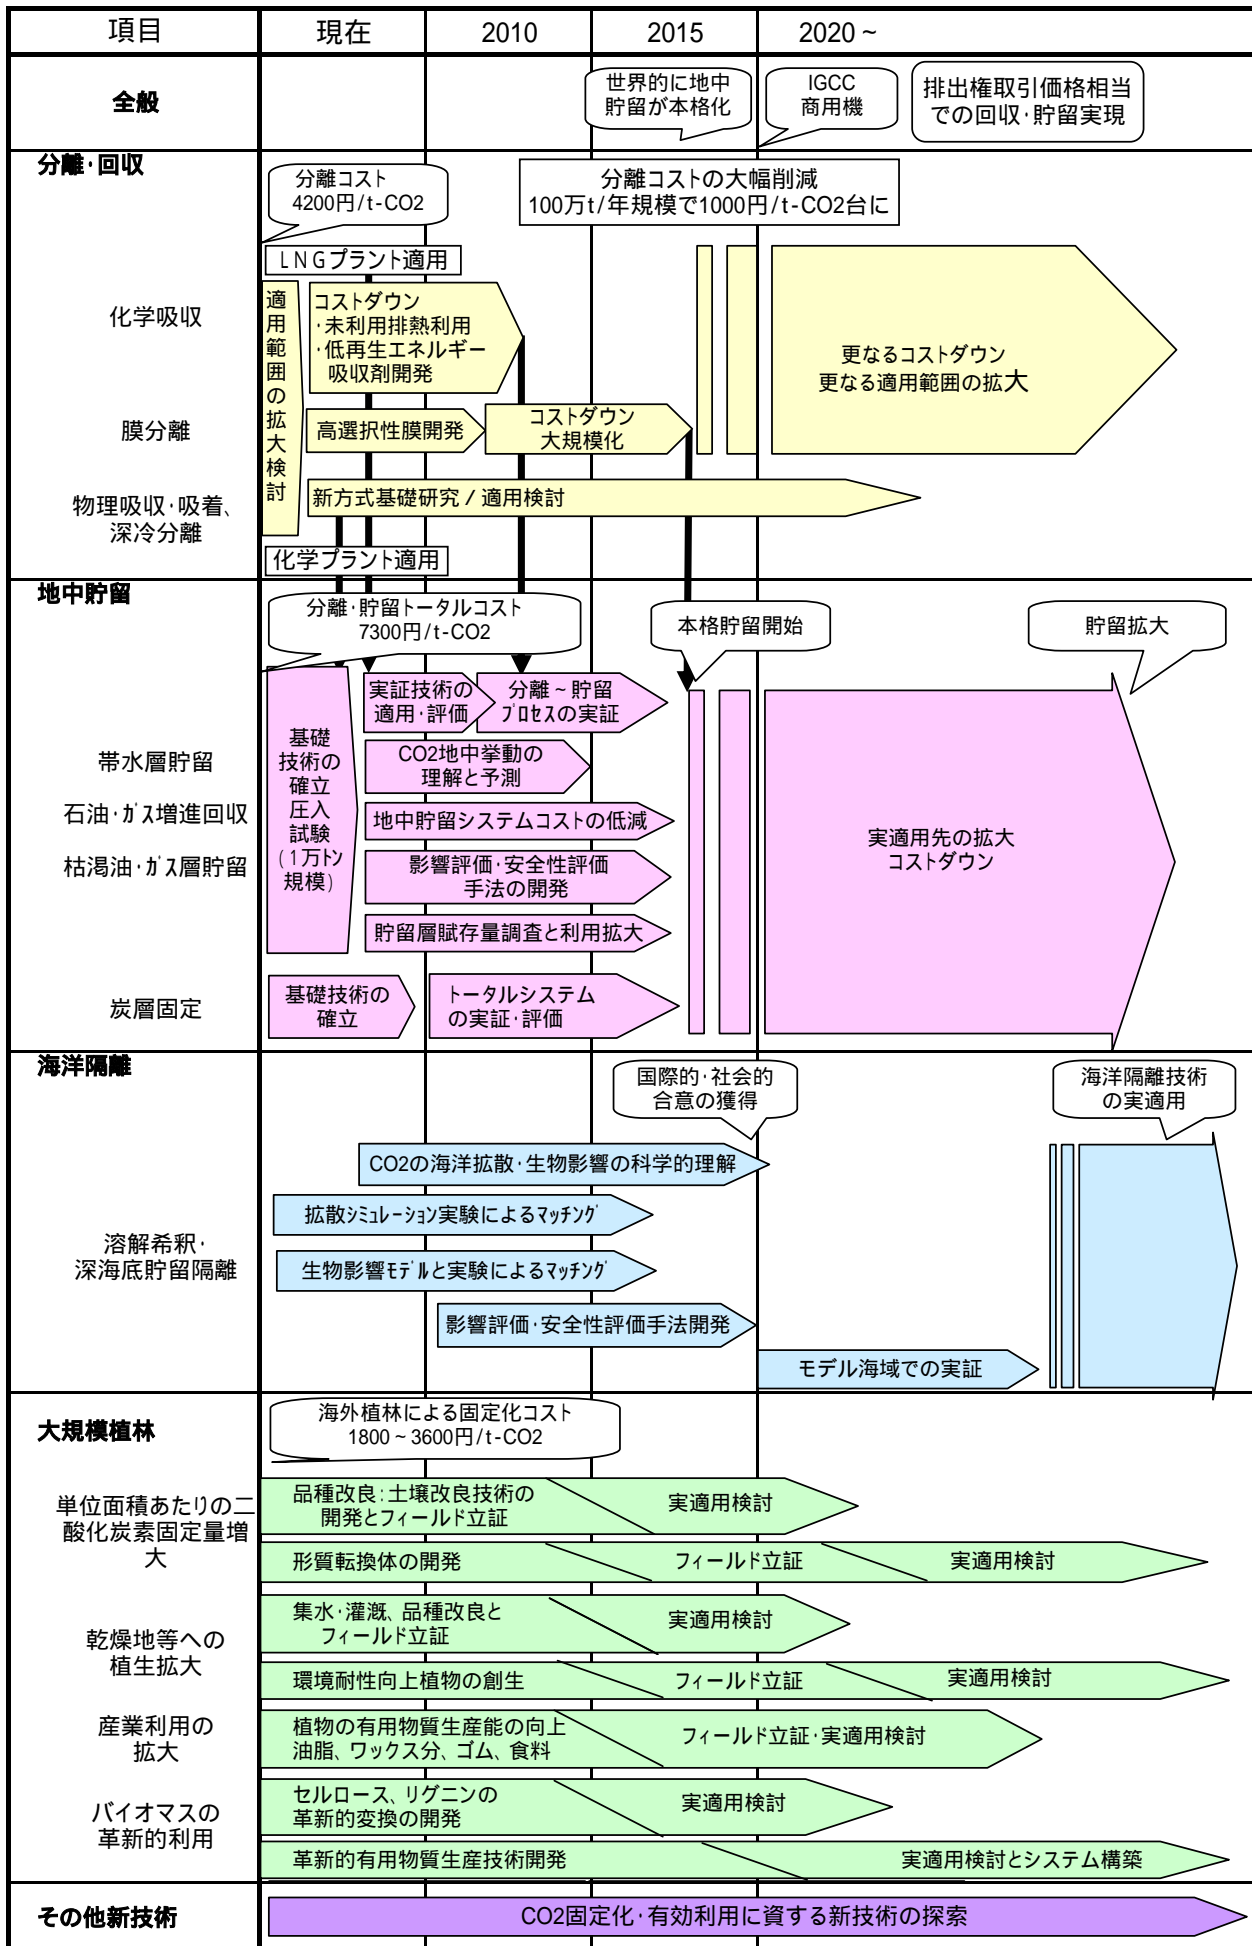 項目
現在
2010
2015
2020～
全般
世界的に地中
貯留が本格化
IGCC
商用機
排出権取引価格相当
での回収･貯留実現
分離･回収
分離コスト
4200円/t-CO2
分離コストの大幅削減
100万t/年規模で1000円/t-CO2台に
LNGプラント適用
化学吸収
適用範囲の拡大検討
コストダウン
･未利用排熱利用
･低再生エネルギー
吸収剤開発
更なるコストダウン
更なる適用範囲の拡大
膜分離
高選択性膜開発
コストダウン
大規模化
物理吸収･吸着、
深冷分離
新方式基礎研究／適用検討
化学プラント適用
地中貯留
分離･貯留トータルコスト
7300円/t-CO2
本格貯留開始
貯留拡大
基礎
技術の
確立
圧入
試験
(1万トン
規模)
実証技術の
適用･評価
分離～貯留
プロセスの実証
帯水層貯留
CO2地中挙動の
理解と予測
石油･ガス増進回収
地中貯留システムコストの低減
実適用先の拡大
コストダウン
枯渇油･ガス層貯留
影響評価･安全性評価
手法の開発
貯留層賦存量調査と利用拡大
炭層固定
基礎技術の
確立
トータルシステム
の実証･評価
海洋隔離
国際的･社会的
合意の獲得
海洋隔離技術
の実適用
CO2の海洋拡散･生物影響の科学的理解
拡散シミュレーション実験によるマッチング
溶解希釈･
深海底貯留隔離
生物影響モデルと実験によるマッチング
影響評価･安全性評価手法開発
モデル海域での実証
大規模植林
海外植林による固定化コスト
1800～3600円/t-CO2
単位面積あたりの二
酸化炭素固定量増
大
品種改良:土壌改良技術の
開発とフィールド立証
実適用検討
形質転換体の開発
フィールド立証
実適用検討
乾燥地等への
植生拡大
集水･灌漑、品種改良と
フィールド立証
実適用検討
環境耐性向上植物の創生
フィールド立証
実適用検討
産業利用の
拡大
植物の有用物質生産能の向上
油脂、ワックス分、ゴム、食料
フィールド立証･実適用検討
バイオマスの
革新的利用
セルロース、リグニンの
革新的変換の開発
実適用検討
革新的有用物質生産技術開発
実適用検討とシステム構築
その他新技術
CO2固定化･有効利用に資する新技術の探索